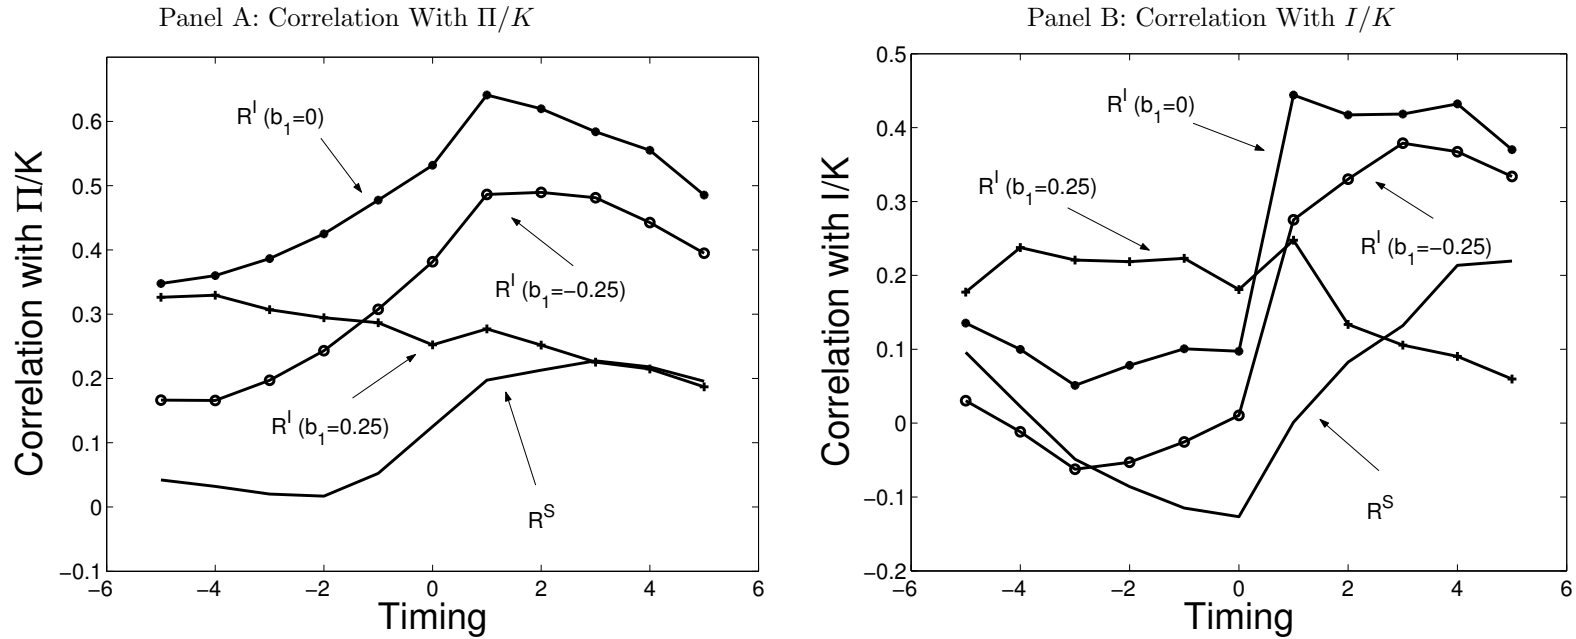 Panel A: Correlation With Π/K
Correlation with Π/K
0.6
0.5
0.4
0.3
0.2
0.1
0
−0.1
−6
−4
−2
0
2
4
6
Timing
R^I (b_1=0)
R^I (b_1=−0.25)
R^I (b_1=0.25)
R^S
Panel B: Correlation With I/K
Correlation with I/K
0.5
0.4
0.3
0.2
0.1
0
−0.1
−0.2
−6
−4
−2
0
2
4
6
Timing
R^I (b_1=0)
R^I (b_1=0.25)
R^I (b_1=−0.25)
R^S